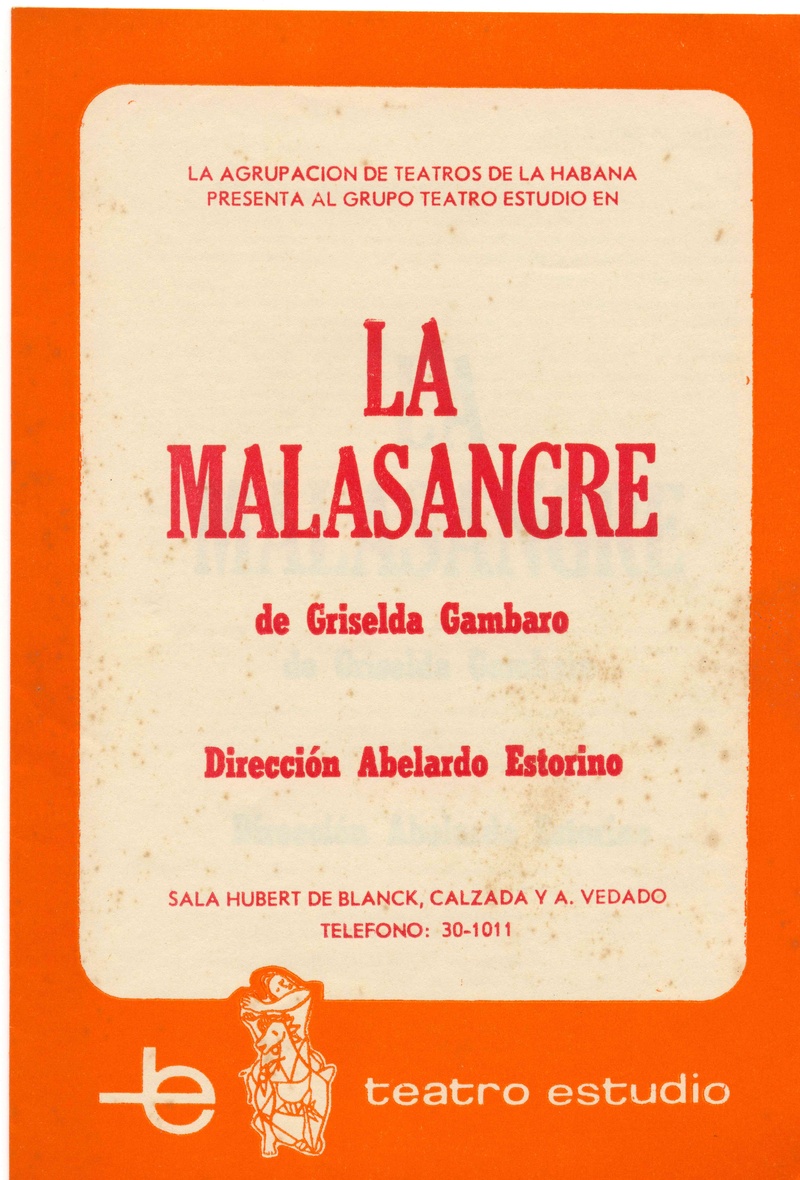 LA AGRUPACION DE TEATROS DE LA HABANA
PRESENTA AL GRUPO TEATRO ESTUDIO EN
LA
MALASANGRE
de Griselda Gambaro
Dirección Abelardo Estorino
SALA HUBERT DE BLANCK, CALZADA Y A. VEDADO
TELEFONO: 30-1011
teatro estudio